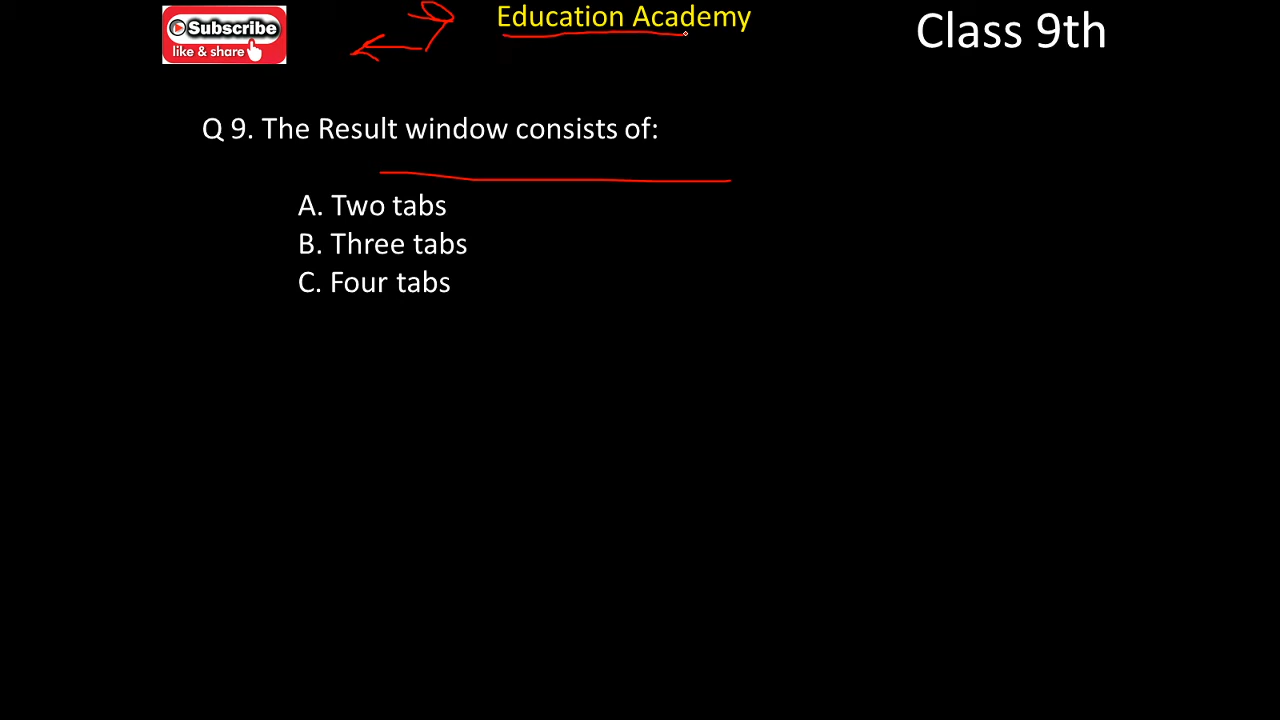 Subscribe
like & share
Education Academy
Class 9th
Q 9. The Result window consists of:
A. Two tabs
B. Three tabs
C. Four tabs